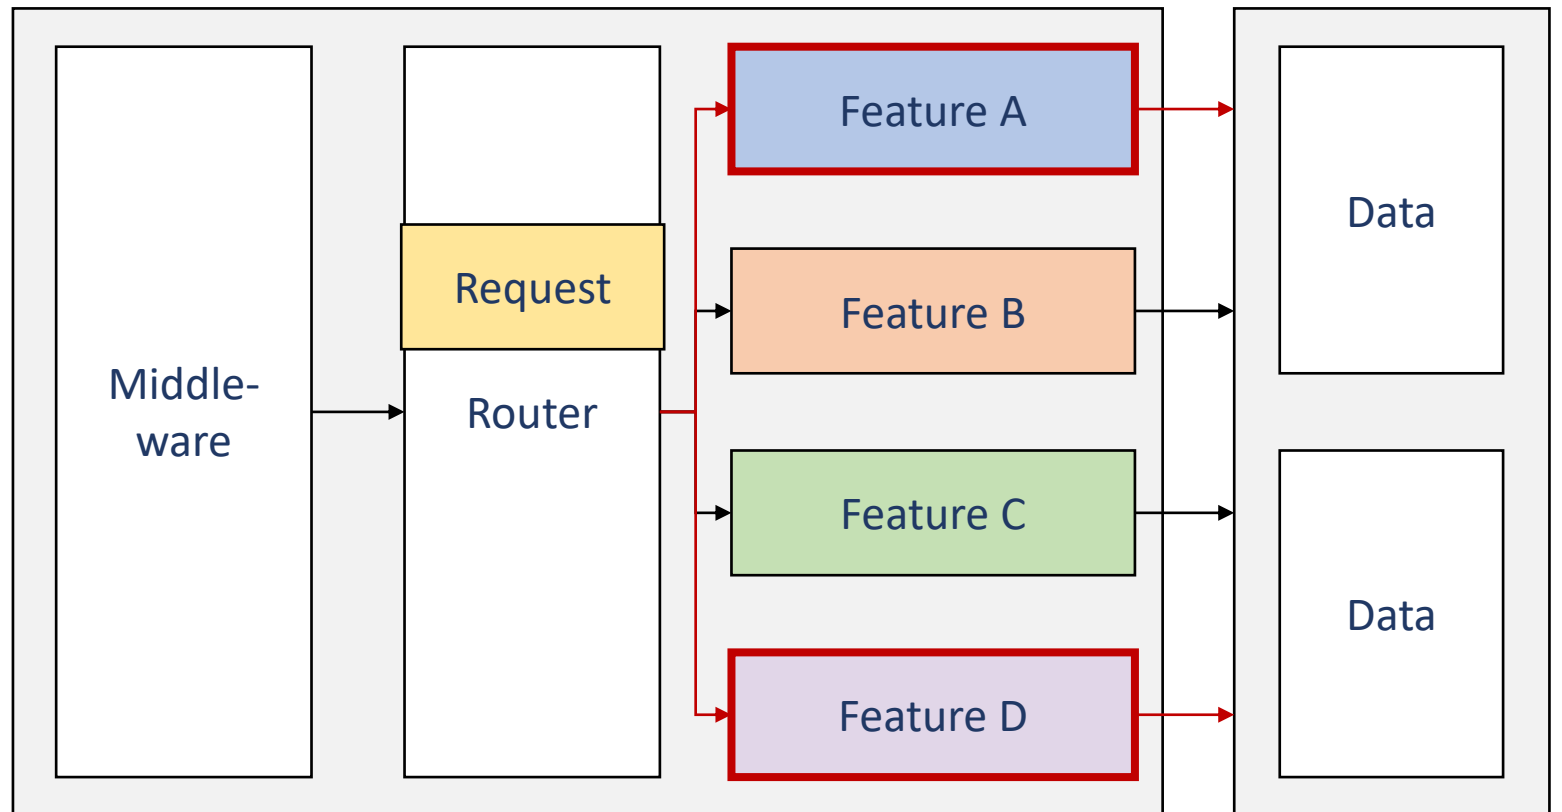 Middle-
ware
Request
Router
Feature A
Feature B
Feature C
Feature D
Data
Data